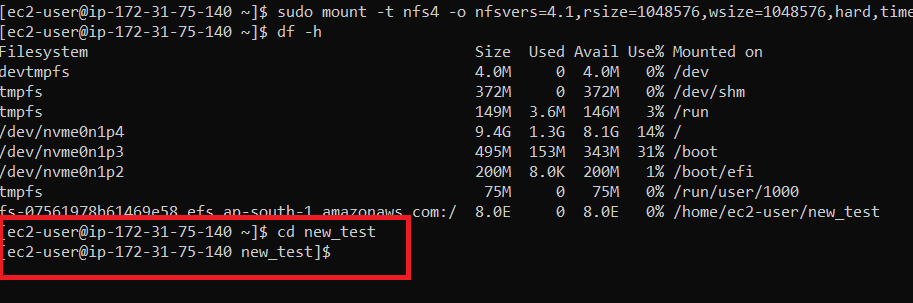 [ec2-user@ip-172-31-75-140 ~]$ sudo mount -t nfs4 -o nfsvers=4.1,rsize=1048576,wsize=1048576,hard,time
[ec2-user@ip-172-31-75-140 ~]$ df -h
Filesystem Size Used Avail Use% Mounted on
devtmpfs 4.0M 0 4.0M 0% /dev
tmpfs 372M 0 372M 0% /dev/shm
tmpfs 149M 3.6M 146M 3% /run
/dev/nvme0n1p4 9.4G 1.3G 8.1G 14% /
/dev/nvme0n1p3 495M 153M 343M 31% /boot
/dev/nvme0n1p2 200M 8.0K 200M 1% /boot/efi
tmpfs 75M 0 75M 0% /run/user/1000
fs-07561978b61469e58.efs.ap-south-1.amazonaws.com:/ 8.0E 0 8.0E 0% /home/ec2-user/new_test
[ec2-user@ip-172-31-75-140 ~]$ cd new_test
[ec2-user@ip-172-31-75-140 new_test]$